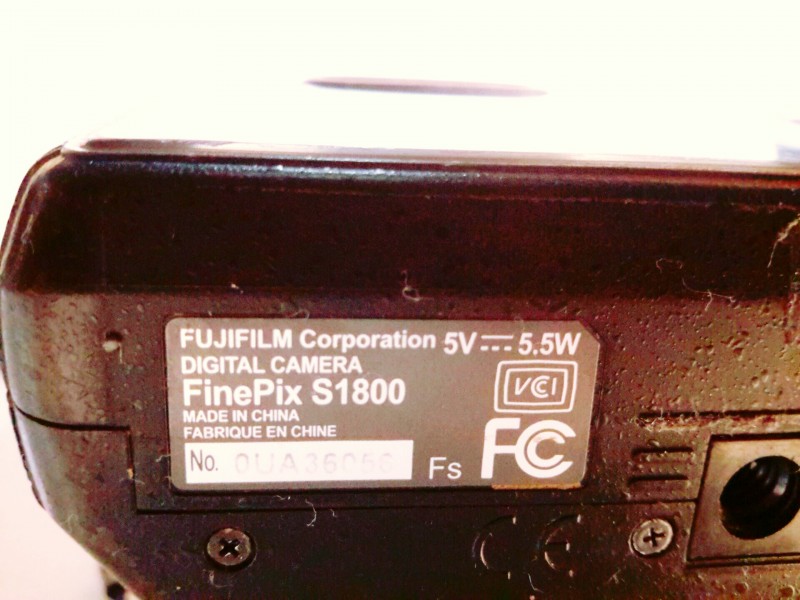 FUJIFILM Corporation 5V⎓5.5W
DIGITAL CAMERA
FinePix S1800
VCI
MADE IN CHINA
FABRIQUE EN CHINE
FC
No.
Fs
CE